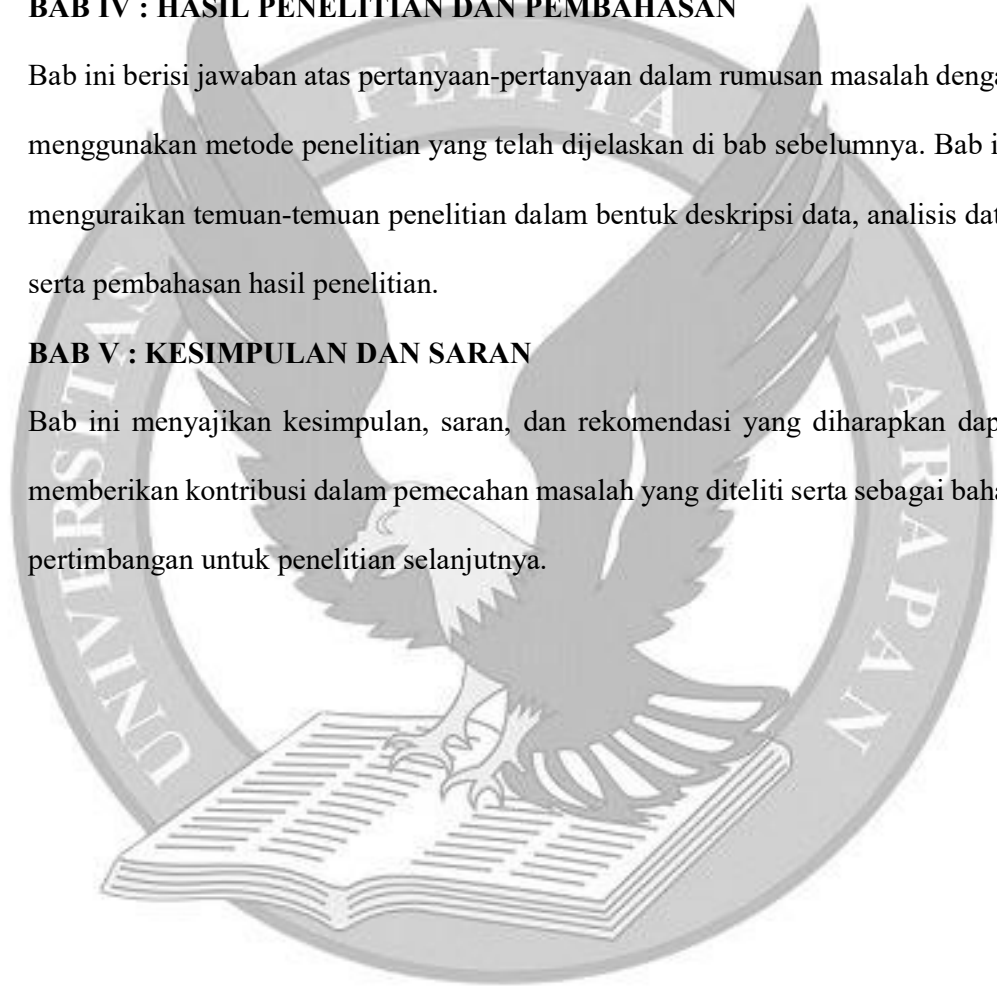 BAB IV : HASIL PENELITIAN DAN PEMBAHASAN
Bab ini berisi jawaban atas pertanyaan-pertanyaan dalam rumusan masalah denga
menggunakan metode penelitian yang telah dijelaskan di bab sebelumnya. Bab i
menguraikan temuan-temuan penelitian dalam bentuk deskripsi data, analisis dat
serta pembahasan hasil penelitian.
BAB V : KESIMPULAN DAN SARAN
Bab ini menyajikan kesimpulan, saran, dan rekomendasi yang diharapkan dap
memberikan kontribusi dalam pemecahan masalah yang diteliti serta sebagai baha
pertimbangan untuk penelitian selanjutnya.
UNIVERSITAS PELITA HARAPAN